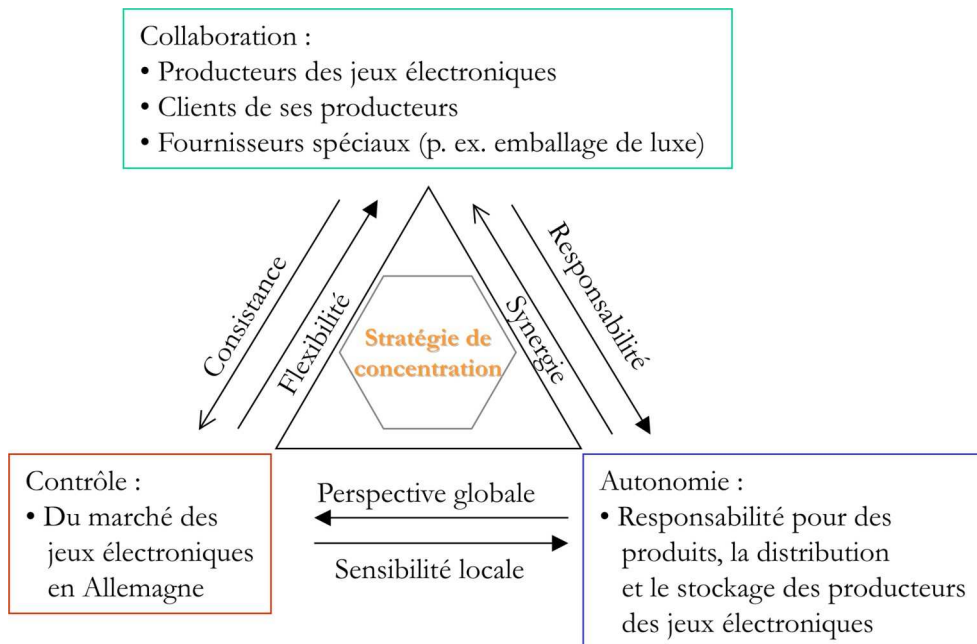 Collaboration :
• Producteurs des jeux électroniques
• Clients de ses producteurs
• Fournisseurs spéciaux (p. ex. emballage de luxe)
Consistance
Flexibilité
Synergie
Responsabilité
Stratégie de
concentration
Contrôle :
• Du marché des
jeux électroniques
en Allemagne
Perspective globale
Sensibilité locale
Autonomie :
• Responsabilité pour des
produits, la distribution
et le stockage des producteurs
des jeux électroniques